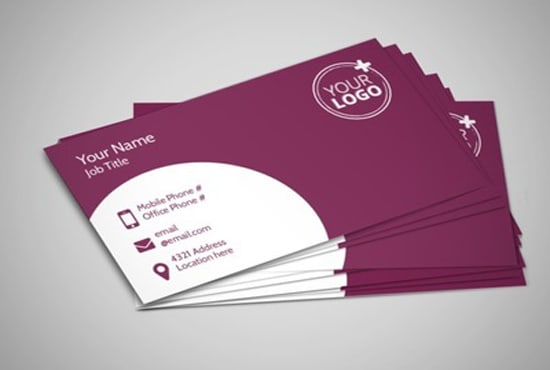 YOUR
LOGO
Your Name
Job Title
Mobile Phone #
Office Phone #
email
@email.com
4321 Address
Location here